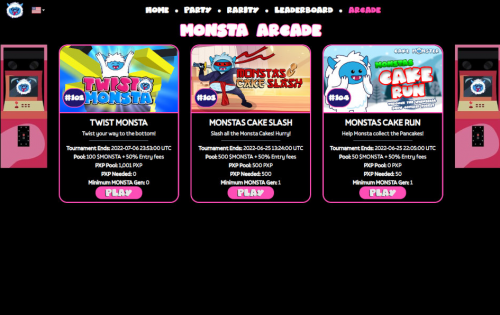 HOME • PARTY • RARITY • LEADERBOARD • ARCADE
MONSTA ARCADE
TWIST MONSTA
#102
TWIST MONSTA
Twist your way to the bottom!
Tournament Ends: 2022-07-06 23:53:00 UTC
Pool: 100 $MONSTA + 50% Entry fees
PXP Pool: 1,001 PXP
PXP Needed: 0
Minimum MONSTA Gen: 0
PLAY
MONSTAS CAKE SLASH
#103
MONSTAS CAKE SLASH
Slash all the Monsta Cakes! Hurry!
Tournament Ends: 2022-06-25 13:24:00 UTC
Pool: 500 $MONSTA + 50% Entry fees
PXP Pool: 500 PXP
PXP Needed: 500
Minimum MONSTA Gen: 1
PLAY
MONSTAS
CAKE
RUN
#104
MONSTAS CAKE RUN
Help Monsta collect the Pancakes!
Tournament Ends: 2022-06-25 22:05:00 UTC
Pool: 50 $MONSTA + 50% Entry fees
PXP Pool: 0 PXP
PXP Needed: 50
Minimum MONSTA Gen: 1
PLAY